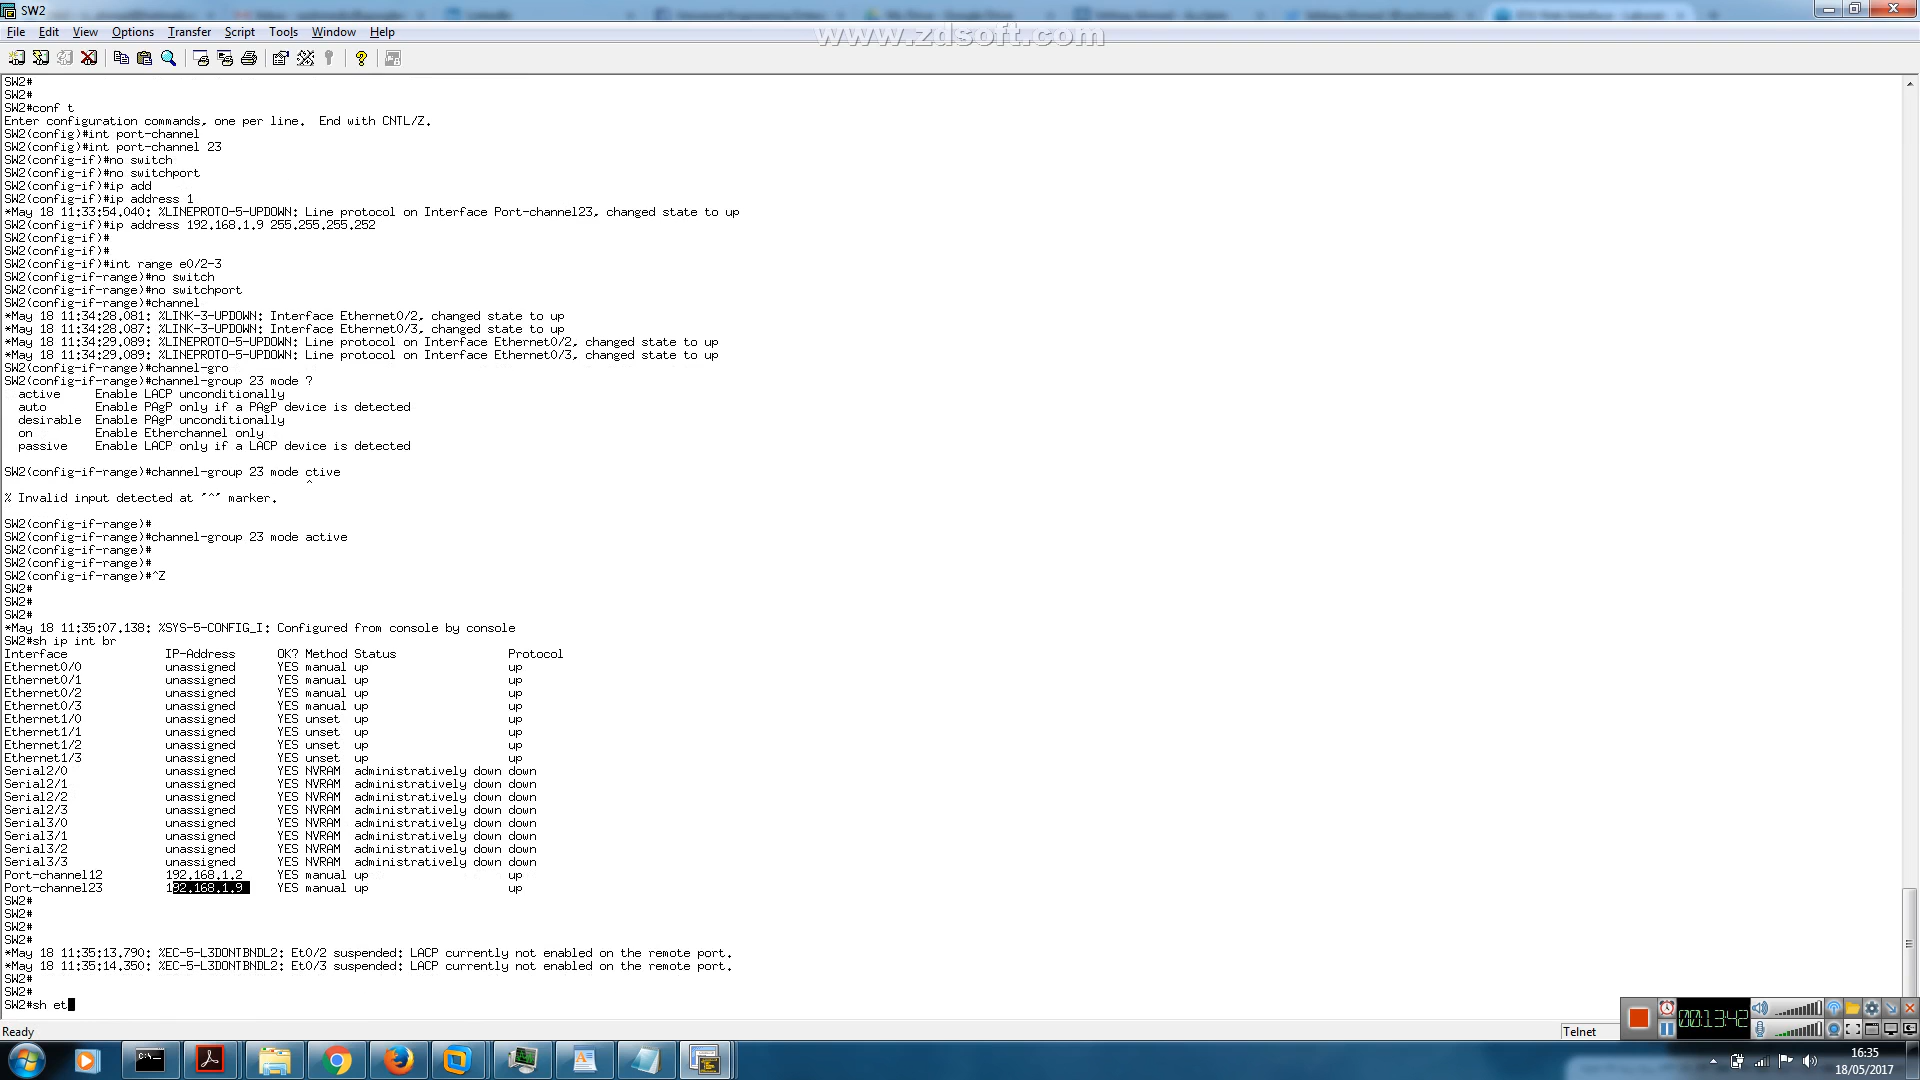 SW2
www.zdsoft.com
File Edit View Options Transfer Script Tools Window Help
SW2#
SW2#
SW2#conf t
Enter configuration commands, one per line.  End with CNTL/Z.
SW2(config)#int port-channel
SW2(config)#int port-channel 23
SW2(config-if)#no switch
SW2(config-if)#no switchport
SW2(config-if)#ip add
SW2(config-if)#ip address 1
*May 18 11:33:54.040: %LINEPROTO-5-UPDOWN: Line protocol on Interface Port-channel23, changed state to up
SW2(config-if)#ip address 192.168.1.9 255.255.255.252
SW2(config-if)#
SW2(config-if)#
SW2(config-if)#int range e0/2-3
SW2(config-if-range)#no switch
SW2(config-if-range)#no switchport
SW2(config-if-range)#channel
*May 18 11:34:28.081: %LINK-3-UPDOWN: Interface Ethernet0/2, changed state to up
*May 18 11:34:28.087: %LINK-3-UPDOWN: Interface Ethernet0/3, changed state to up
*May 18 11:34:29.089: %LINEPROTO-5-UPDOWN: Line protocol on Interface Ethernet0/2, changed state to up
*May 18 11:34:29.089: %LINEPROTO-5-UPDOWN: Line protocol on Interface Ethernet0/3, changed state to up
SW2(config-if-range)#channel-gro
SW2(config-if-range)#channel-group 23 mode ?
active     Enable LACP unconditionally
auto       Enable PAgP only if a PAgP device is detected
desirable  Enable PAgP unconditionally
on         Enable Etherchannel only
passive    Enable LACP only if a LACP device is detected
SW2(config-if-range)#channel-group 23 mode ctive
^
% Invalid input detected at '^' marker.
SW2(config-if-range)#
SW2(config-if-range)#channel-group 23 mode active
SW2(config-if-range)#
SW2(config-if-range)#
SW2(config-if-range)#^Z
SW2#
SW2#
SW2#
*May 18 11:35:07.138: %SYS-5-CONFIG_I: Configured from console by console
SW2#sh ip int br
Interface IP-Address OK? Method Status Protocol
Ethernet0/0 unassigned YES manual up up
Ethernet0/1 unassigned YES manual up up
Ethernet0/2 unassigned YES manual up up
Ethernet0/3 unassigned YES manual up up
Ethernet1/0 unassigned YES unset up up
Ethernet1/1 unassigned YES unset up up
Ethernet1/2 unassigned YES unset up up
Ethernet1/3 unassigned YES unset up up
Serial2/0 unassigned YES NVRAM administratively down down
Serial2/1 unassigned YES NVRAM administratively down down
Serial2/2 unassigned YES NVRAM administratively down down
Serial2/3 unassigned YES NVRAM administratively down down
Serial3/0 unassigned YES NVRAM administratively down down
Serial3/1 unassigned YES NVRAM administratively down down
Serial3/2 unassigned YES NVRAM administratively down down
Serial3/3 unassigned YES NVRAM administratively down down
Port-channel12 192.168.1.2 YES manual up up
Port-channel23 192.168.1.9 YES manual up up
SW2#
SW2#
SW2#
SW2#
*May 18 11:35:13.790: %EC-5-L3DONTBNDL2: Et0/2 suspended: LACP currently not enabled on the remote port.
*May 18 11:35:14.350: %EC-5-L3DONTBNDL2: Et0/3 suspended: LACP currently not enabled on the remote port.
SW2#
SW2#
SW2#sh et
Ready
Telnet
00:13:42
16:35
18/05/2017